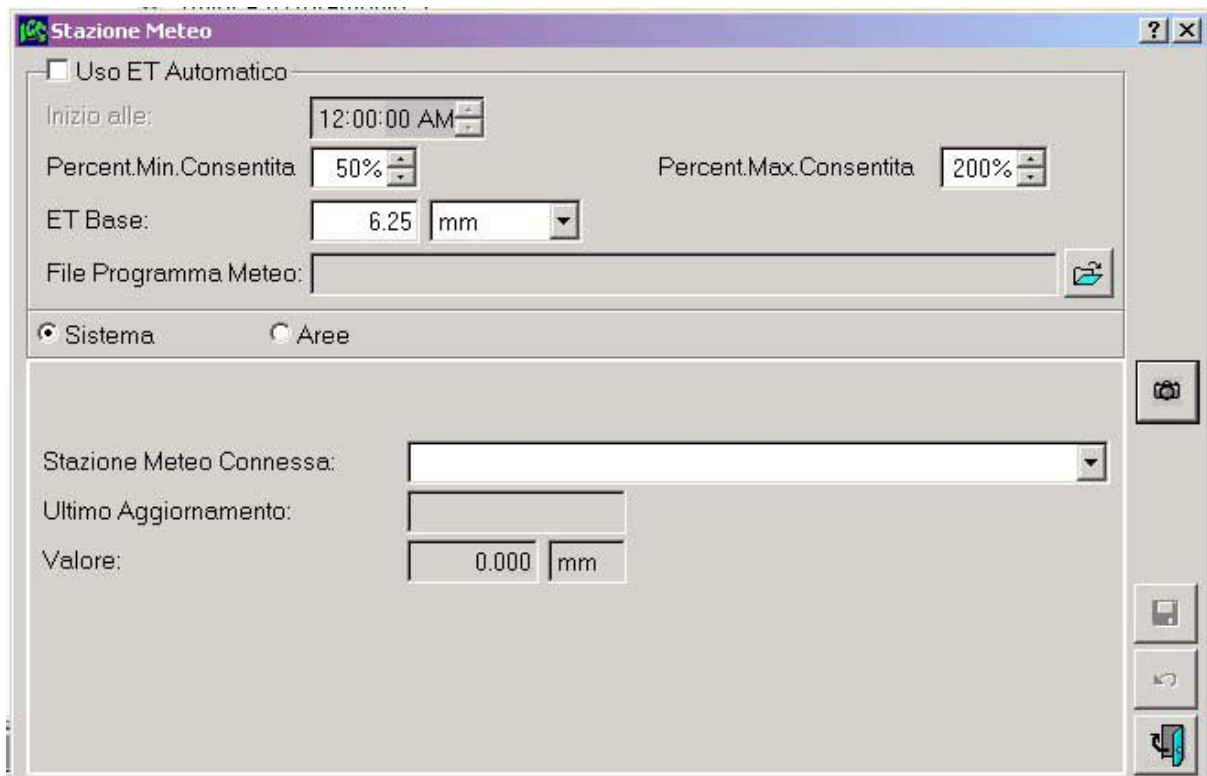 Stazione Meteo
Uso ET Automatico
Inizio alle: 12:00:00 AM
Percent.Min.Consentita 50% Percent.Max.Consentita 200%
ET Base: 6.25 mm
File Programma Meteo:
Sistema Aree
Stazione Meteo Connessa:
Ultimo Aggiornamento:
Valore: 0.000 mm